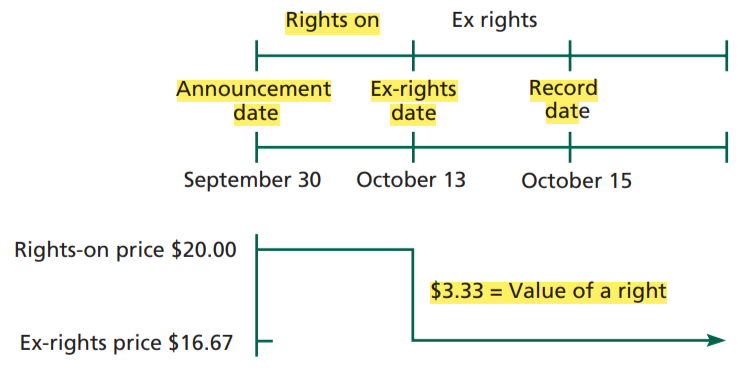 Rights on
Ex rights
Announcement
date
Ex-rights
date
Record
date
September 30
October 13
October 15
Rights-on price $20.00
$3.33 = Value of a right
Ex-rights price $16.67